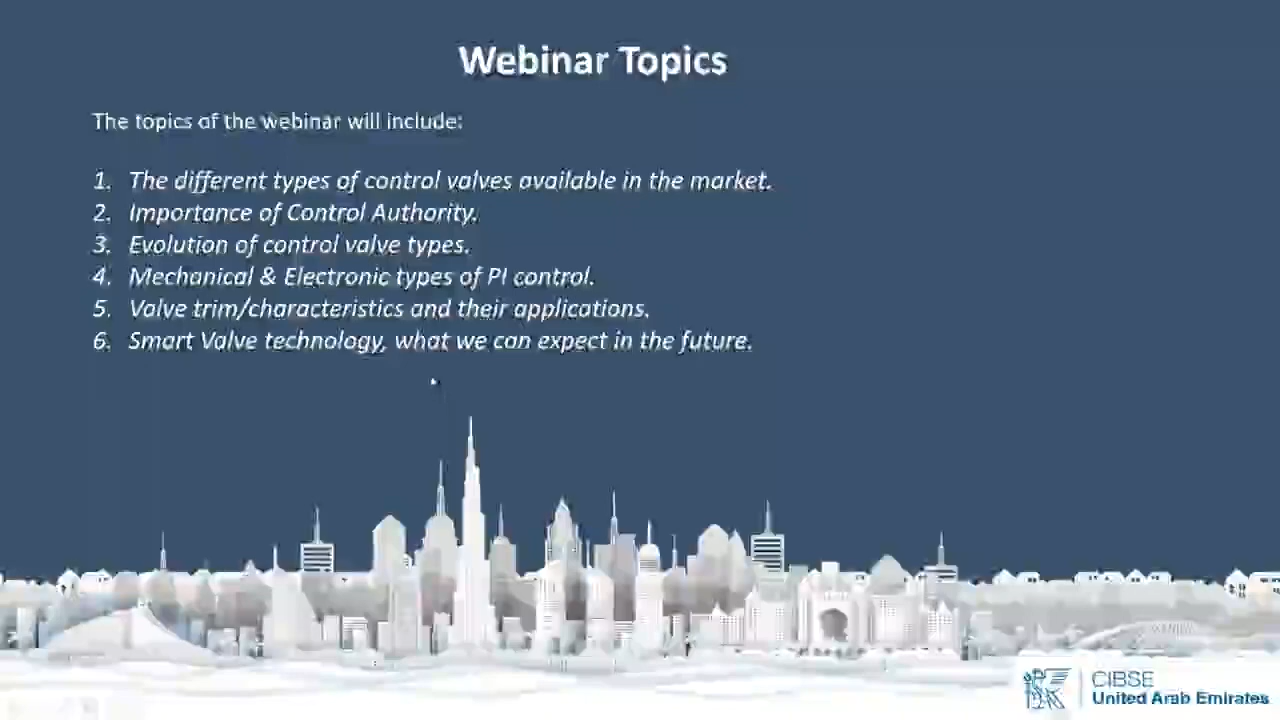 Webinar Topics
The topics of the webinar will include:
1. The different types of control valves available in the market.
2. Importance of Control Authority.
3. Evolution of control valve types.
4. Mechanical & Electronic types of PI control.
5. Valve trim/characteristics and their applications.
6. Smart Valve technology, what we can expect in the future.
CIBSE
United Arab Emirates